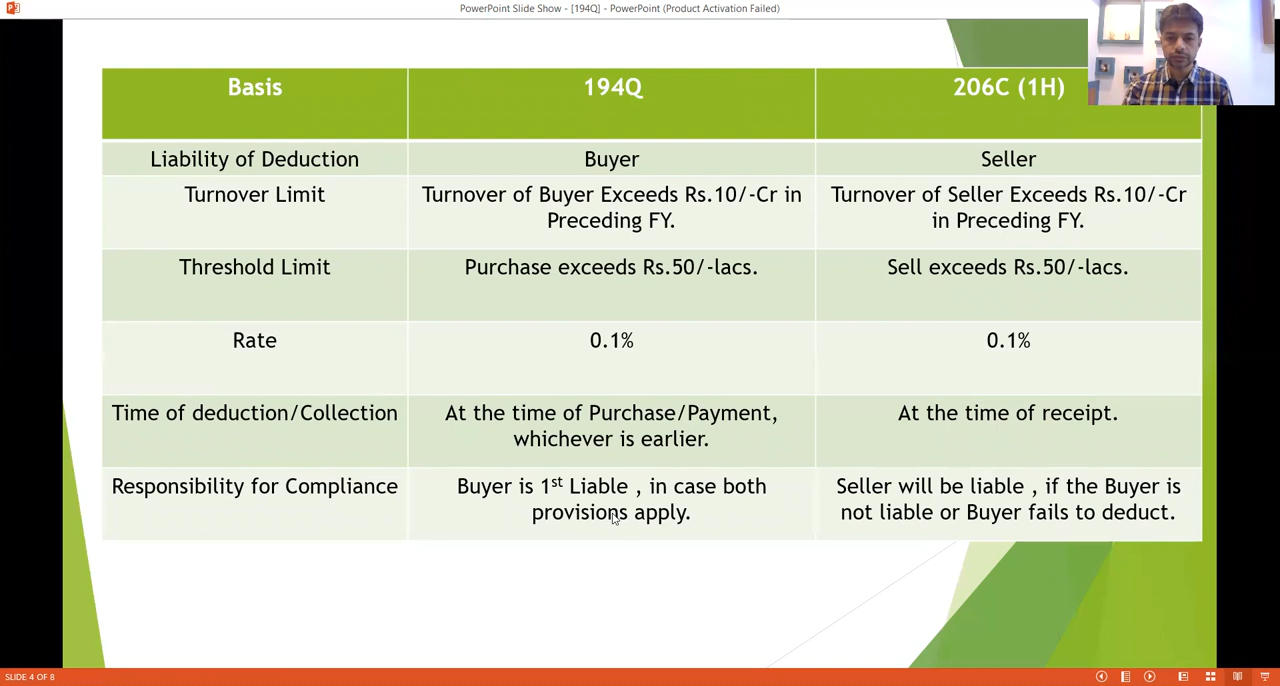 PowerPoint Slide Show - [194Q] - PowerPoint (Product Activation Failed)
Basis
194Q
206C (1H)
Liability of Deduction
Buyer
Seller
Turnover Limit
Turnover of Buyer Exceeds Rs.10/-Cr in
Preceding FY.
Turnover of Seller Exceeds Rs.10/-Cr
in Preceding FY.
Threshold Limit
Purchase exceeds Rs.50/-lacs.
Sell exceeds Rs.50/-lacs.
Rate
0.1%
0.1%
Time of deduction/Collection
At the time of Purchase/Payment,
whichever is earlier.
At the time of receipt.
Responsibility for Compliance
Buyer is 1st Liable , in case both
provisions apply.
Seller will be liable , if the Buyer is
not liable or Buyer fails to deduct.
SLIDE 4 OF 8